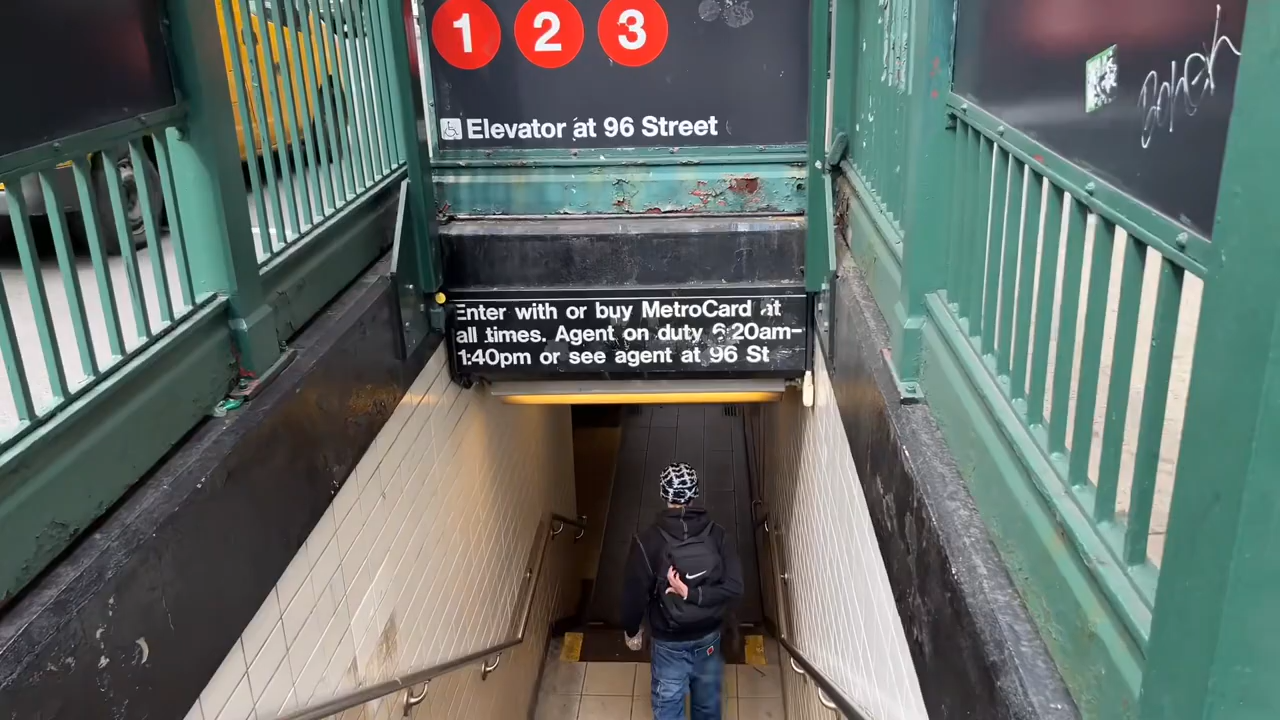 1 2 3
Elevator at 96 Street
Enter with or buy MetroCard at
all times. Agent on duty 6:20am-
1:40pm or see agent at 96 St